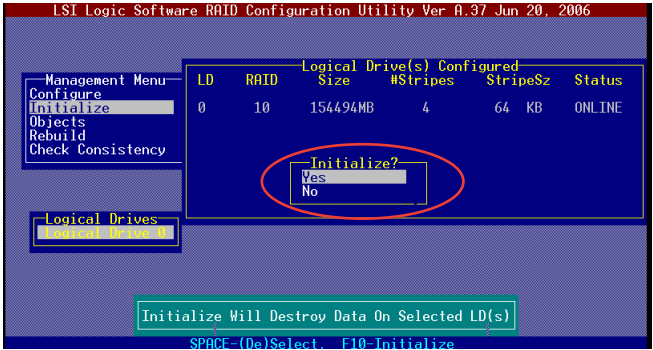 LSI Logic Software RAID Configuration Utility Ver A.37 Jun 20, 2006
Logical Drive(s) Configured
LD RAID Size #Stripes StripeSz Status
0 10 154494MB 4 64 KB ONLINE
Management Menu
Configure
Initialize
Objects
Rebuild
Check Consistency
Initialize?
Yes
No
Logical Drives
Logical Drive 0
Initialize Will Destroy Data On Selected LD(s)
SPACE-(De)Select, F10-Initialize